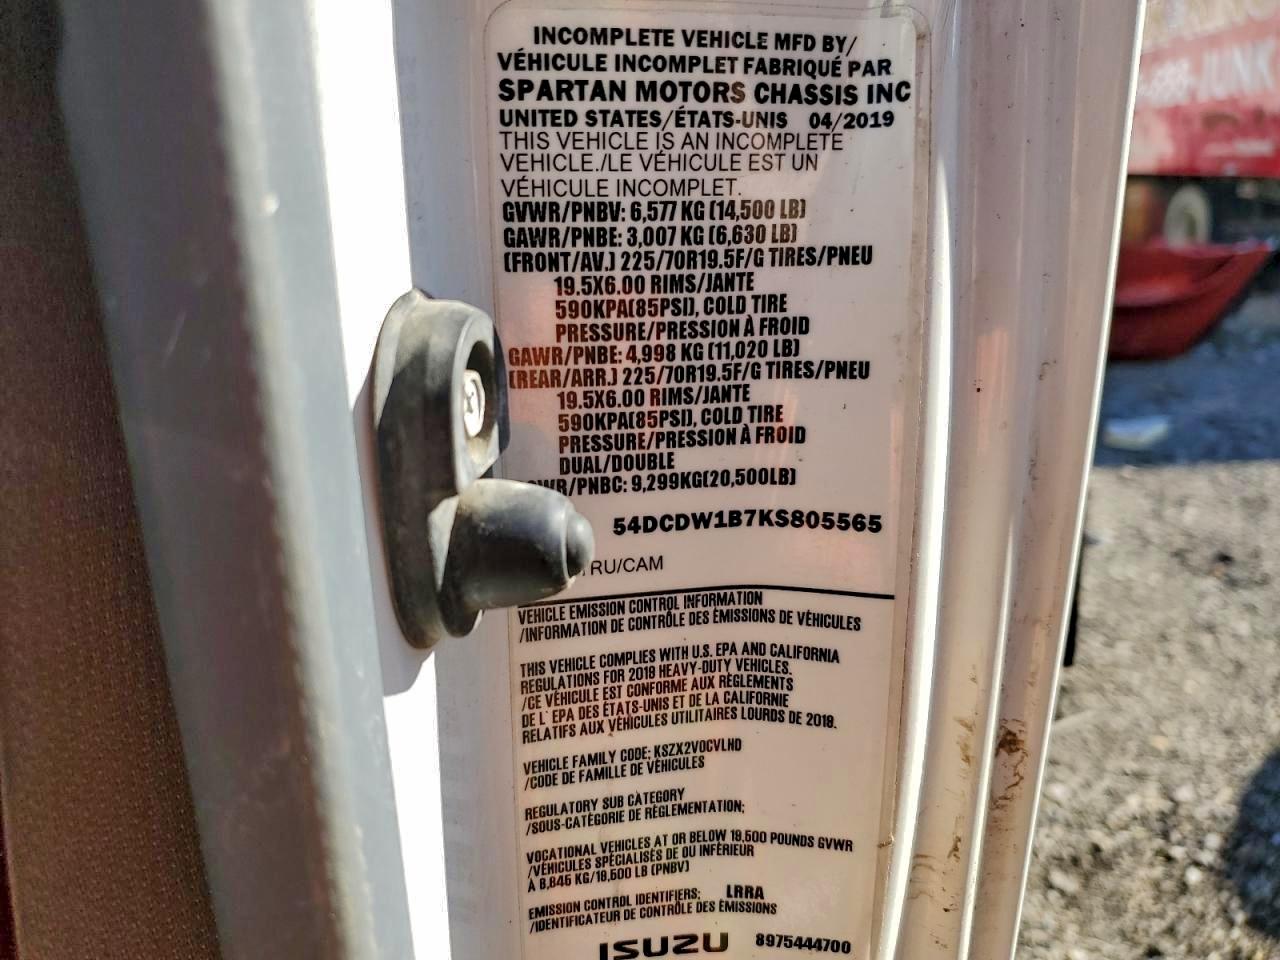 INCOMPLETE VEHICLE MFD BY/
VÉHICULE INCOMPLET FABRIQUÉ PAR
SPARTAN MOTORS CHASSIS INC
UNITED STATES/ÉTATS-UNIS 04/2019
THIS VEHICLE IS AN INCOMPLETE
VEHICLE./LE VÉHICULE EST UN
VÉHICULE INCOMPLET.
GVWR/PNBV: 6,577 KG (14,500 LB)
GAWR/PNBE: 3,007 KG (6,630 LB)
(FRONT/AV.) 225/70R19.5F/G TIRES/PNEU
19.5X6.00 RIMS/JANTE
590KPA(85PSI), COLD TIRE
PRESSURE/PRESSION À FROID
GAWR/PNBE: 4,998 KG (11,020 LB)
(REAR/ARR.) 225/70R19.5F/G TIRES/PNEU
19.5X6.00 RIMS/JANTE
590KPA(85PSI), COLD TIRE
PRESSURE/PRESSION À FROID
DUAL/DOUBLE
/PNBC: 9,299KG(20,500LB)
54DCDW1B7KS805565
RU/CAM
VEHICLE EMISSION CONTROL INFORMATION
/INFORMATION DE CONTRÔLE DES ÉMISSIONS DE VÉHICULES
THIS VEHICLE COMPLIES WITH U.S. EPA AND CALIFORNIA
REGULATIONS FOR 2018 HEAVY-DUTY VEHICLES.
/CE VÉHICULE EST CONFORME AUX RÈGLEMENTS
DE L' EPA DES ÉTATS-UNIS ET DE LA CALIFORNIE
RELATIFS AUX VÉHICULES UTILITAIRES LOURDS DE 2018.
VEHICLE FAMILY CODE: KSZX2VOCVLHD
/CODE DE FAMILLE DE VÉHICULES
REGULATORY SUB CATEGORY
/SOUS-CATÉGORIE DE RÉGLEMENTATION;
VOCATIONAL VEHICLES AT OR BELOW 19,500 POUNDS GVWR
/VÉHICULES SPÉCIALISÉS DE OU INFÉRIEUR
À 8,845 KG/19,500 LB (PNBV)
EMISSION CONTROL IDENTIFIERS; LRRA
/IDENTIFICATEUR DE CONTRÔLE DES ÉMISSIONS
ISUZU 8975444700
JUNK